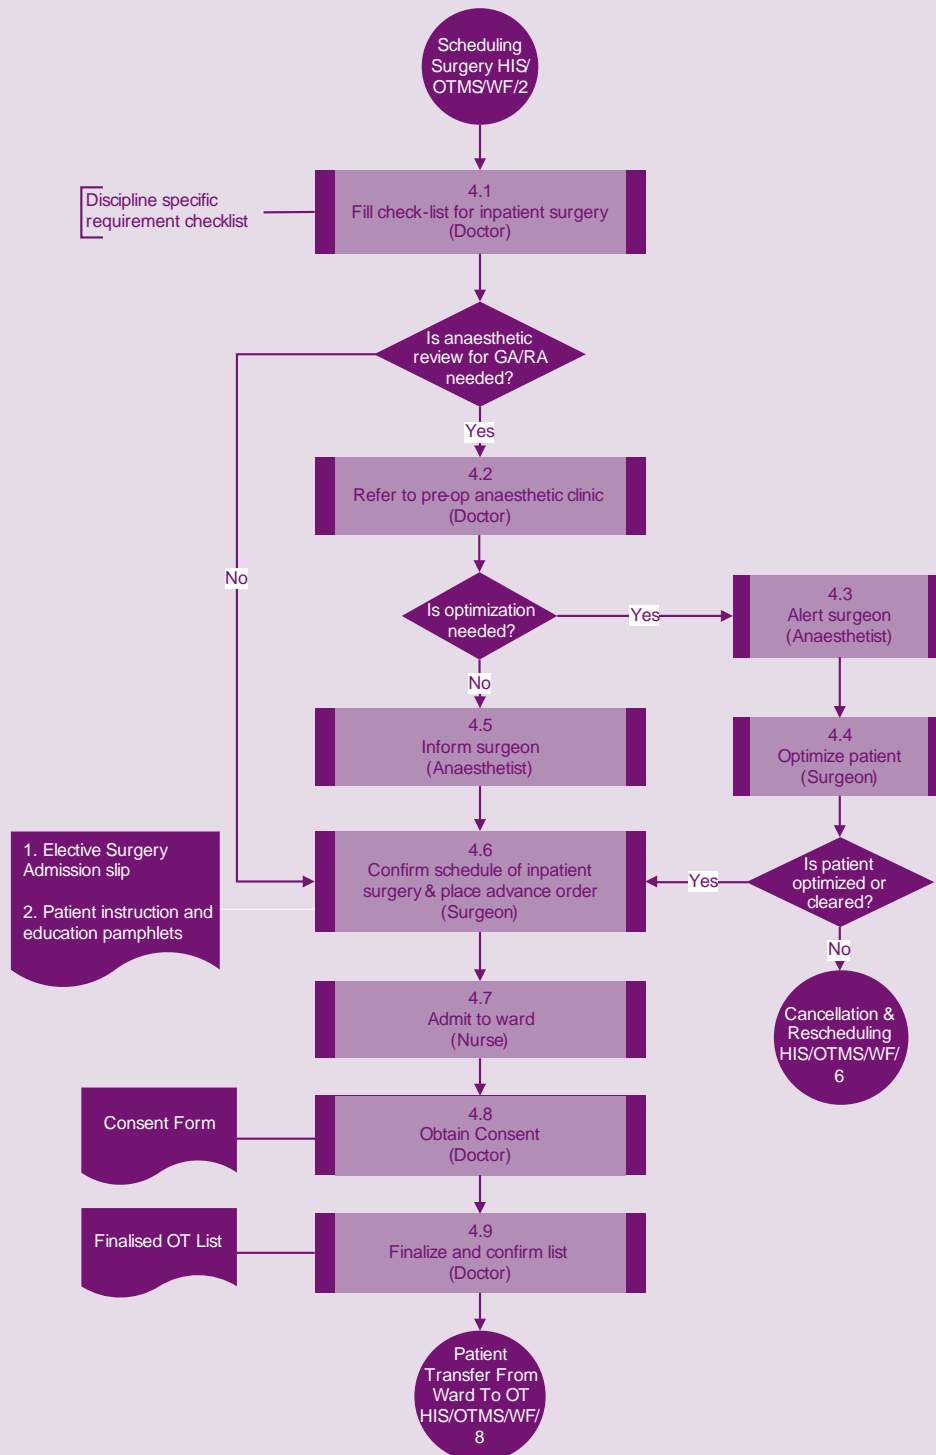 Scheduling
Surgery HIS/
OTMS/WF/2
Discipline specific
requirement checklist
4.1
Fill check-list for inpatient surgery
(Doctor)
Is anaesthetic
review for GA/RA
needed?
Yes
4.2
Refer to pre-op anaesthetic clinic
(Doctor)
No
Is optimization
needed?
Yes
4.3
Alert surgeon
(Anaesthetist)
No
4.5
Inform surgeon
(Anaesthetist)
4.4
Optimize patient
(Surgeon)
1. Elective Surgery
Admission slip
2. Patient instruction and
education pamphlets
4.6
Confirm schedule of inpatient
surgery & place advance order
(Surgeon)
Yes
Is patient
optimized or
cleared?
No
Cancellation &
Rescheduling
HIS/OTMS/WF/
6
4.7
Admit to ward
(Nurse)
Consent Form
4.8
Obtain Consent
(Doctor)
Finalised OT List
4.9
Finalize and confirm list
(Doctor)
Patient
Transfer From
Ward To OT
HIS/OTMS/WF/
8